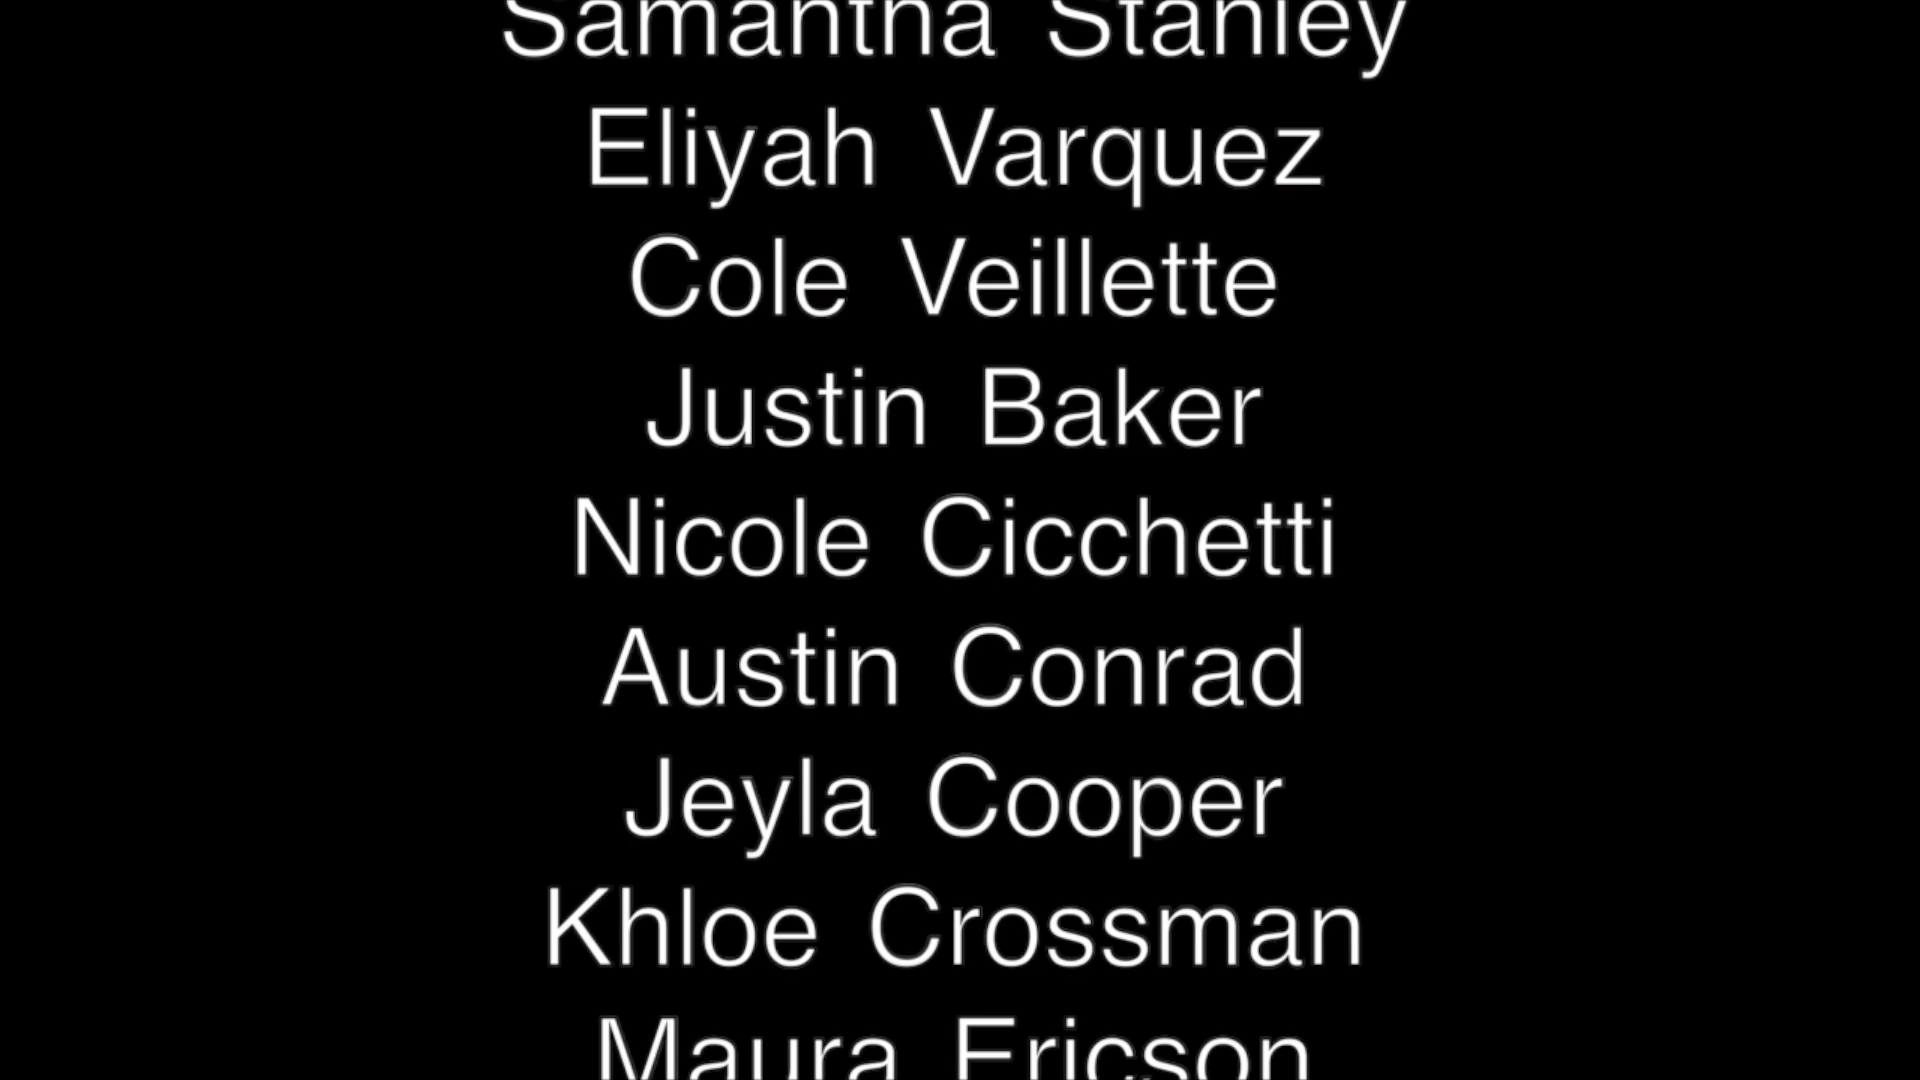 Samantha Stanley
Eliyah Varquez
Cole Veillette
Justin Baker
Nicole Cicchetti
Austin Conrad
Jeyla Cooper
Khloe Crossman
Maura Ericson